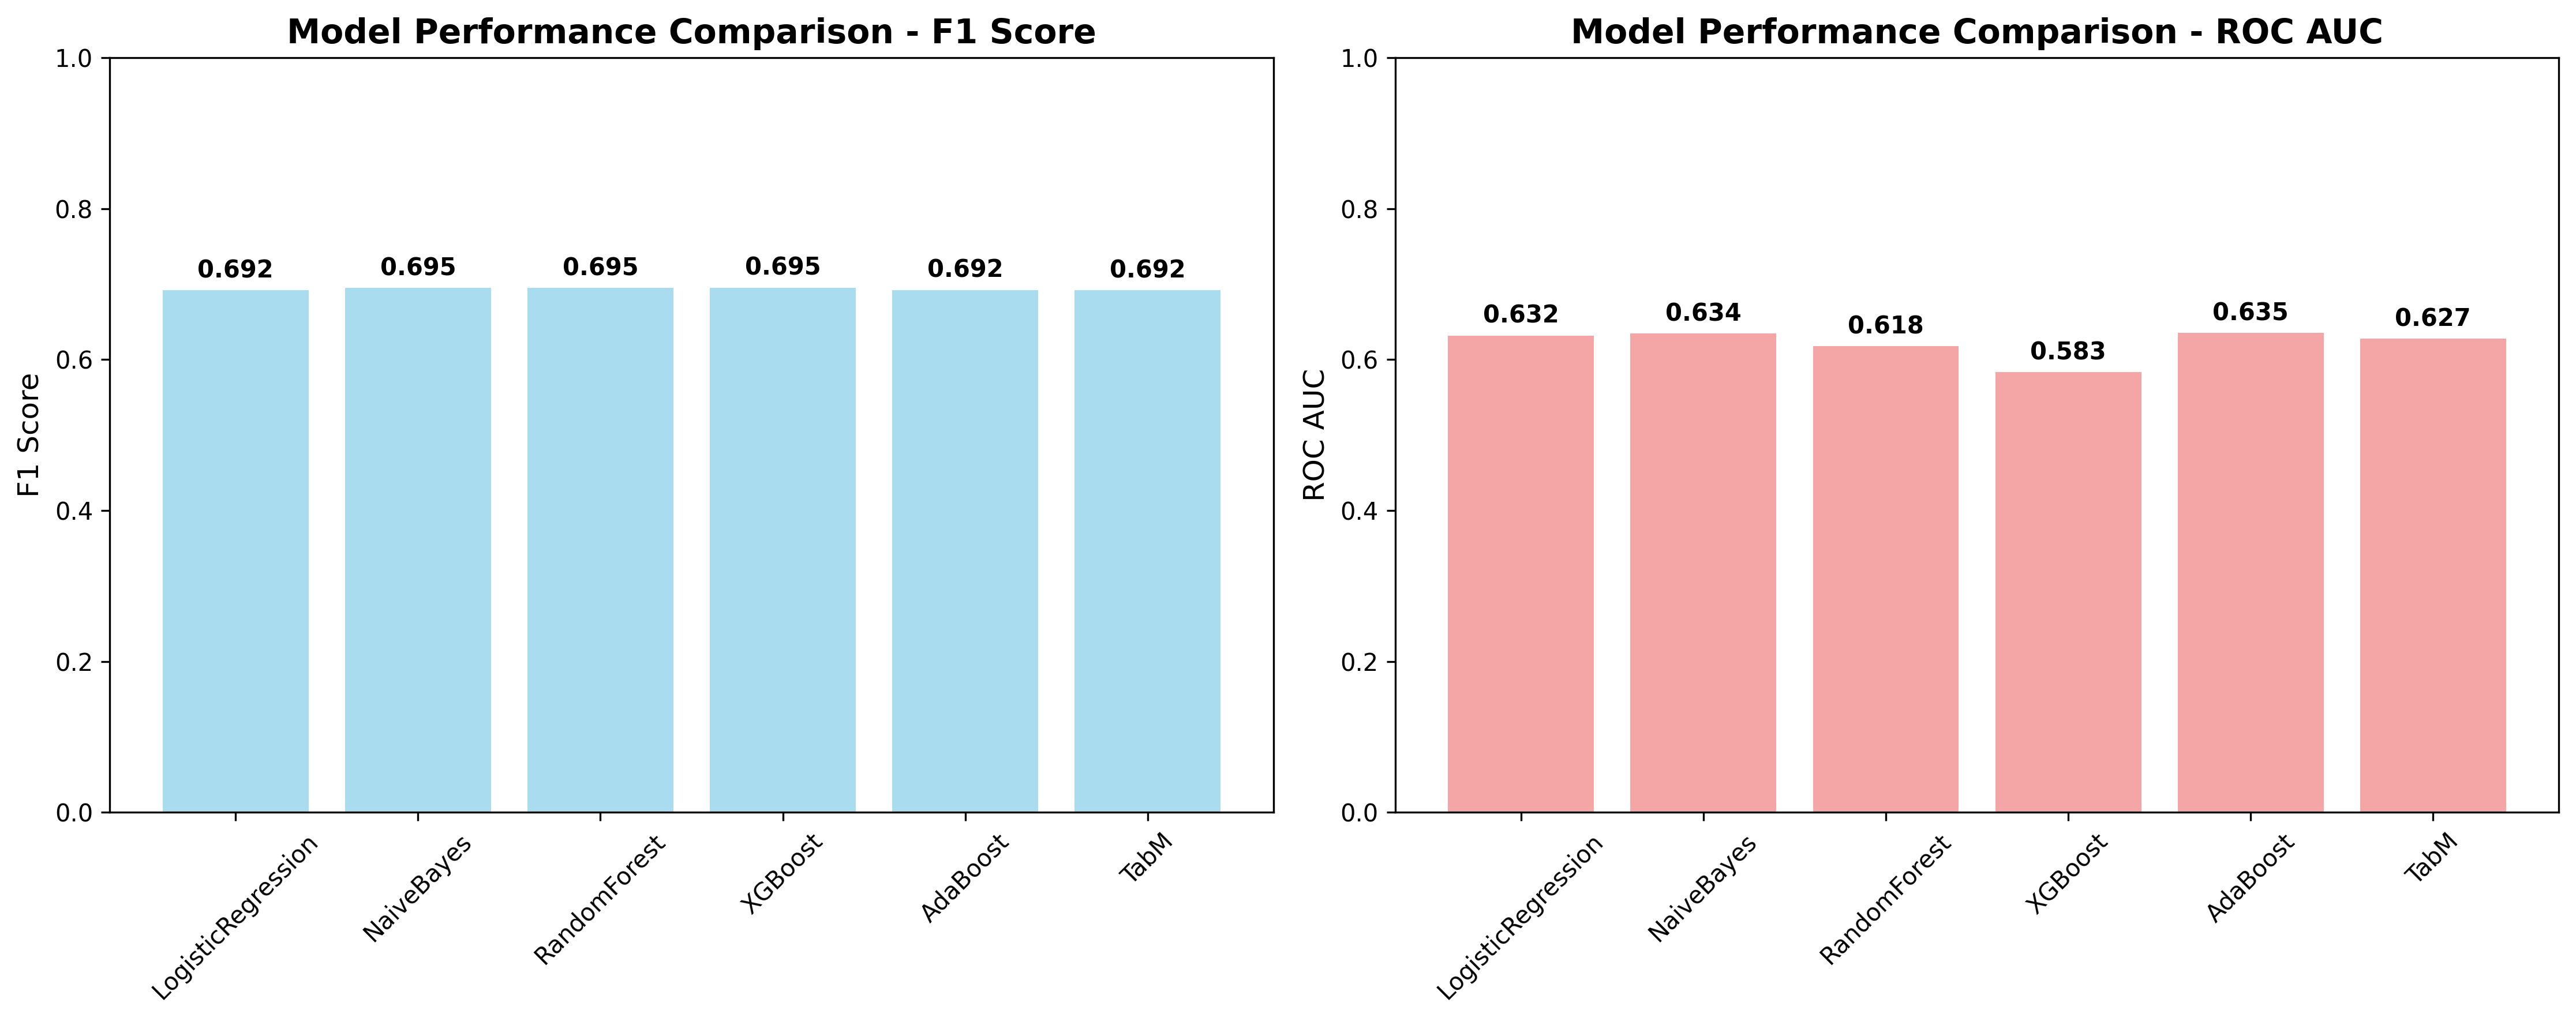 Model Performance Comparison - F1 Score
F1 Score
1.0
0.8
0.6
0.4
0.2
0.0
0.692
0.695
0.695
0.695
0.692
0.692
LogisticRegression
NaiveBayes
RandomForest
XGBoost
AdaBoost
TabM
Model Performance Comparison - ROC AUC
ROC AUC
1.0
0.8
0.6
0.4
0.2
0.0
0.632
0.634
0.618
0.583
0.635
0.627
LogisticRegression
NaiveBayes
RandomForest
XGBoost
AdaBoost
TabM